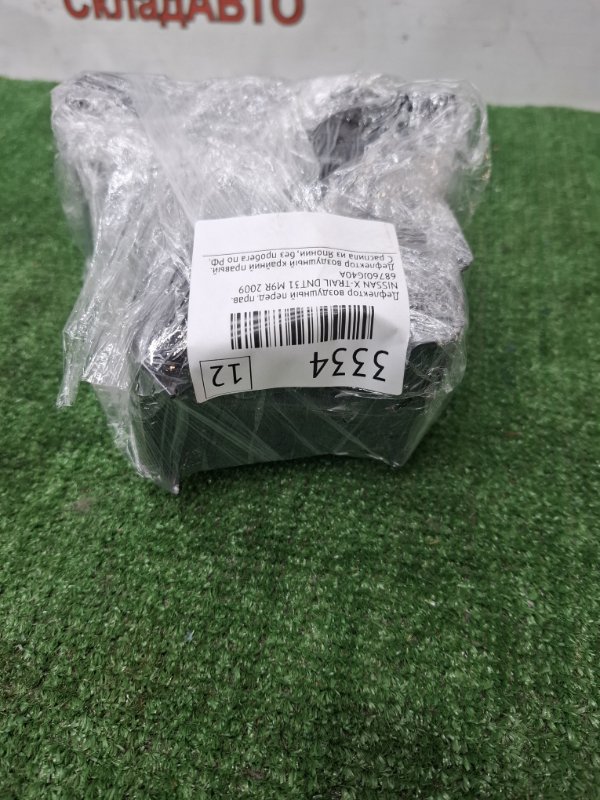 СкладАВТО
3334
12
Дефлектор воздушный перед. прав.
NISSAN X-TRAIL DNT31 M9R 2009
68760JG40A
Дефлектор воздушный крайний правый.
С распила из Японии, без пробега по РФ.